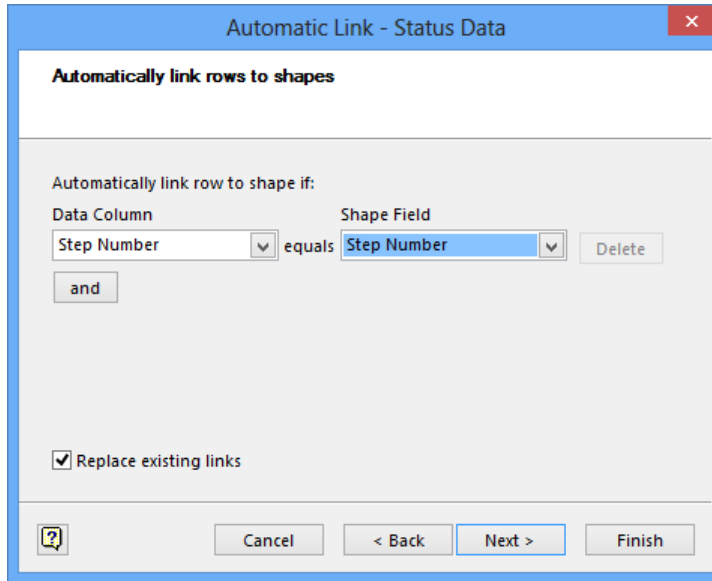 Automatic Link - Status Data
Automatically link rows to shapes
Automatically link row to shape if:
Data Column Shape Field
Step Number equals Step Number Delete
and
Replace existing links
Cancel < Back Next > Finish